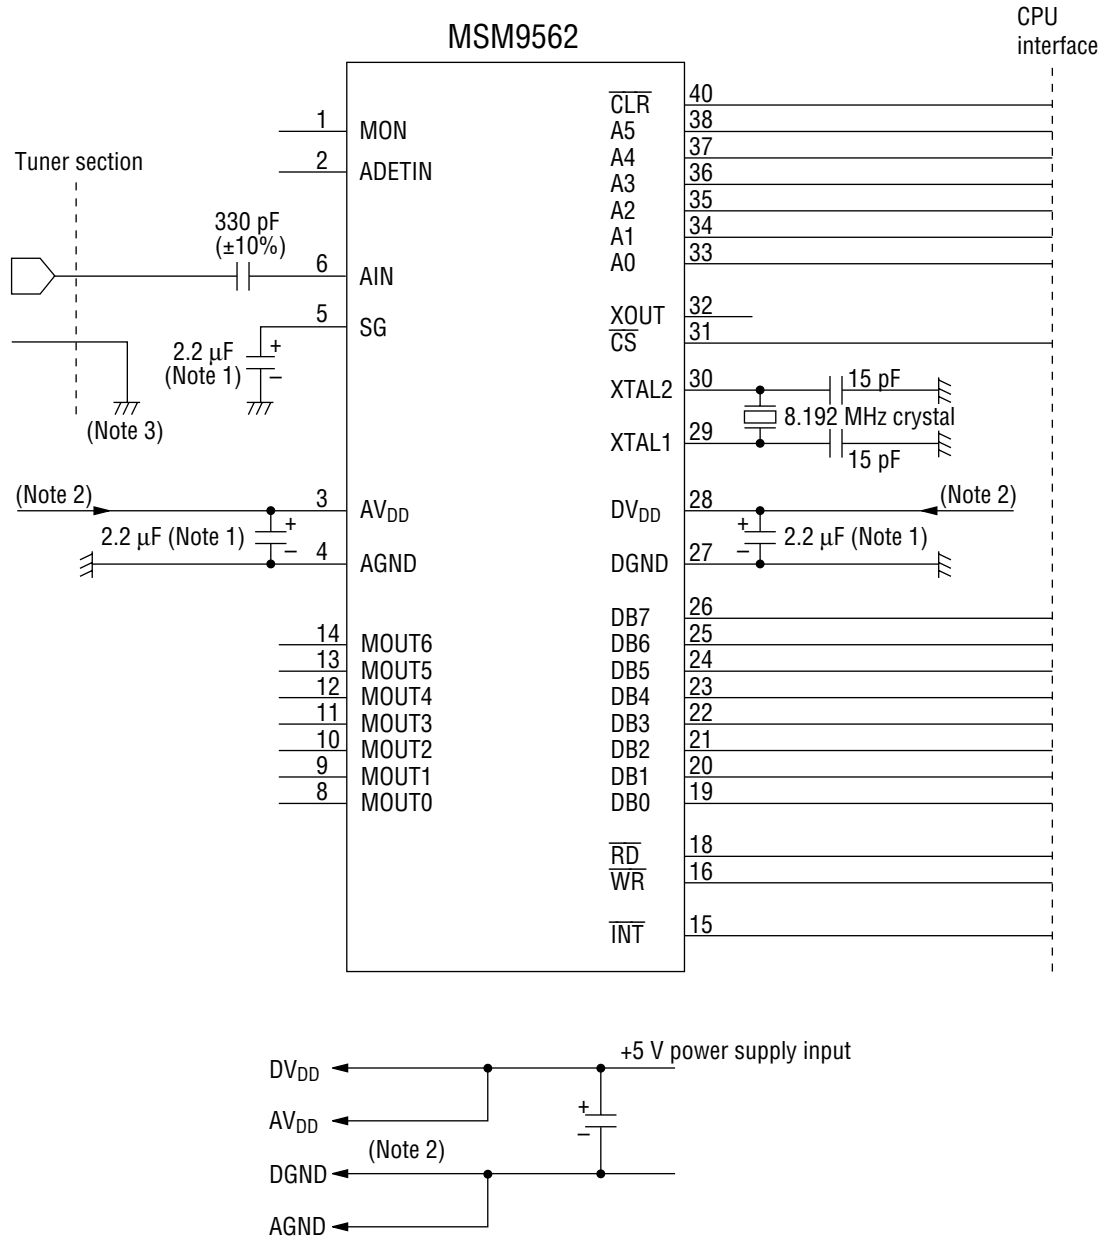 CPU
interface
MSM9562
Tuner section
1
MON
2
ADETIN
330 pF
(±10%)
6
AIN
5
SG
2.2 μF
(Note 1)
+
–
(Note 3)
(Note 2)
3
AVDD
2.2 μF (Note 1)
+
–
4
AGND
14
MOUT6
13
MOUT5
12
MOUT4
11
MOUT3
10
MOUT2
9
MOUT1
8
MOUT0
CLR
40
A5
38
A4
37
A3
36
A2
35
A1
34
A0
33
XOUT
32
CS
31
XTAL2
30
15 pF
8.192 MHz crystal
XTAL1
29
15 pF
DVDD
28
(Note 2)
+
–
2.2 μF (Note 1)
DGND
27
DB7
26
DB6
25
DB5
24
DB4
23
DB3
22
DB2
21
DB1
20
DB0
19
RD
18
WR
16
INT
15
+5 V power supply input
DVDD
AVDD
+
–
(Note 2)
DGND
AGND